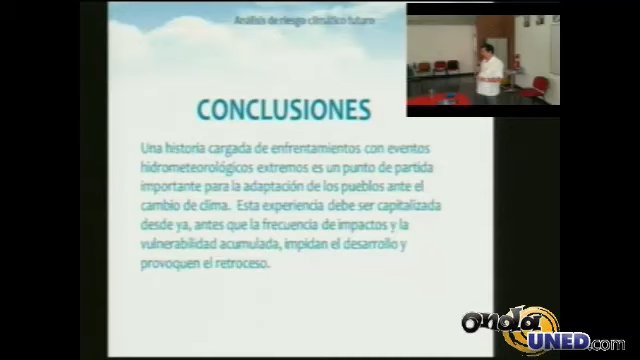 Análisis de riesgo climático futuro
CONCLUSIONES
Una historia cargada de enfrentamientos con eventos
hidrometeorológicos extremos es un punto de partida
importante para la adaptación de los pueblos ante el
cambio de clima. Esta experiencia debe ser capitalizada
desde ya, antes que la frecuencia de impactos y la
vulnerabilidad acumulada, impidan el desarrollo y
provoquen el retroceso.
onda
UNED.com